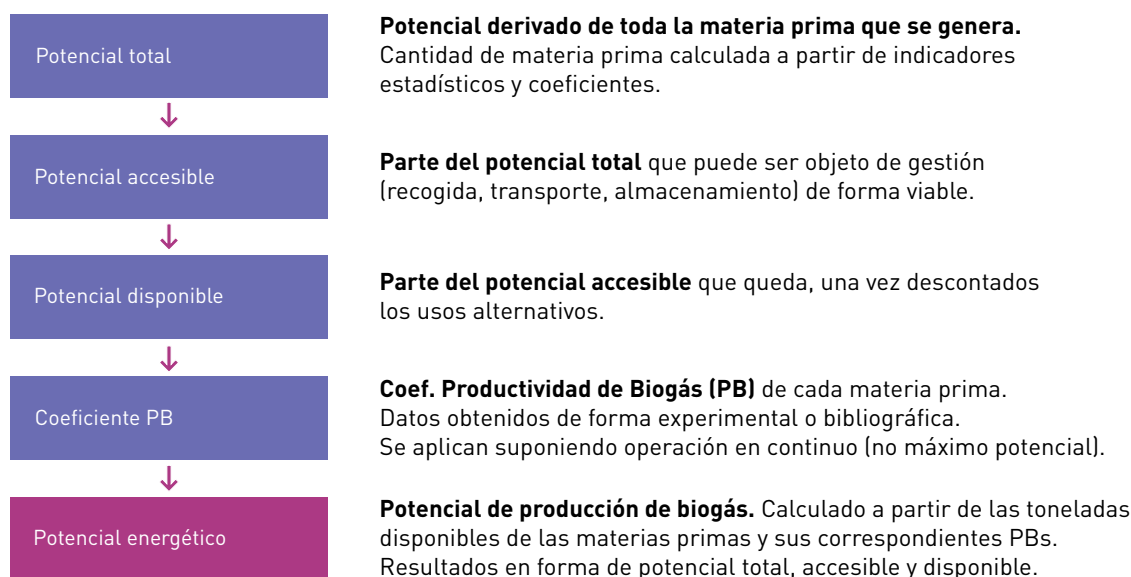 Potencial total
Potencial derivado de toda la materia prima que se genera.
Cantidad de materia prima calculada a partir de indicadores
estadísticos y coeficientes.
Potencial accesible
Parte del potencial total que puede ser objeto de gestión
(recogida, transporte, almacenamiento) de forma viable.
Potencial disponible
Parte del potencial accesible que queda, una vez descontados
los usos alternativos.
Coeficiente PB
Coef. Productividad de Biogás (PB) de cada materia prima.
Datos obtenidos de forma experimental o bibliográfica.
Se aplican suponiendo operación en continuo (no máximo potencial).
Potencial energético
Potencial de producción de biogás. Calculado a partir de las toneladas
disponibles de las materias primas y sus correspondientes PBs.
Resultados en forma de potencial total, accesible y disponible.